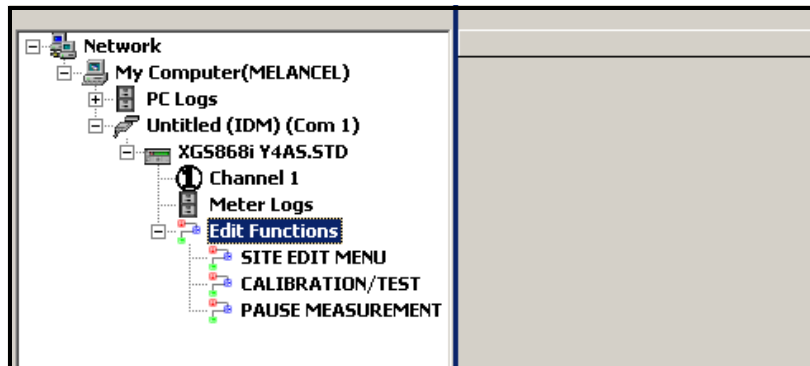 Network
My Computer(MELANCEL)
PC Logs
Untitled (IDM) (Com 1)
XGS868i Y4AS.STD
1 Channel 1
Meter Logs
Edit Functions
SITE EDIT MENU
CALIBRATION/TEST
PAUSE MEASUREMENT